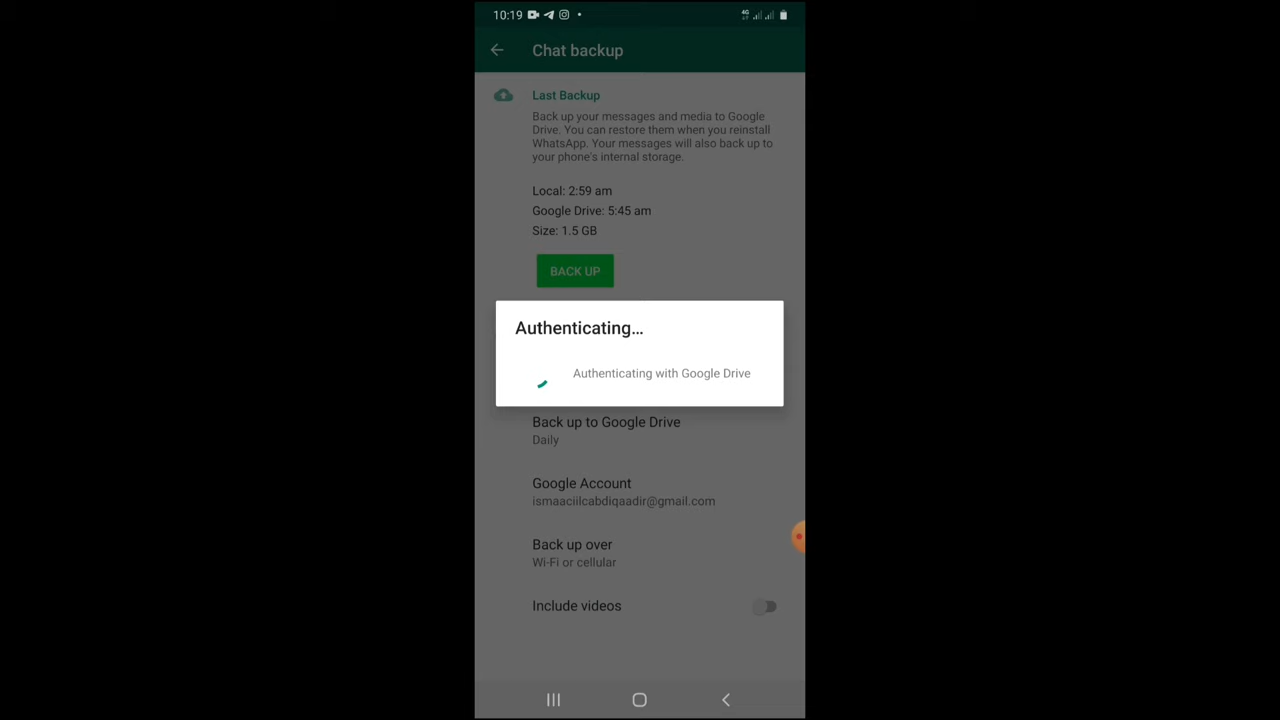 10:19
4G
Chat backup
Last Backup
Back up your messages and media to Google
Drive. You can restore them when you reinstall
WhatsApp. Your messages will also back up to
your phone's internal storage.
Local: 2:59 am
Google Drive: 5:45 am
Size: 1.5 GB
BACK UP
Authenticating...
Authenticating with Google Drive
Back up to Google Drive
Daily
Google Account
ismaaciilcabdiqaadir@gmail.com
Back up over
Wi-Fi or cellular
Include videos